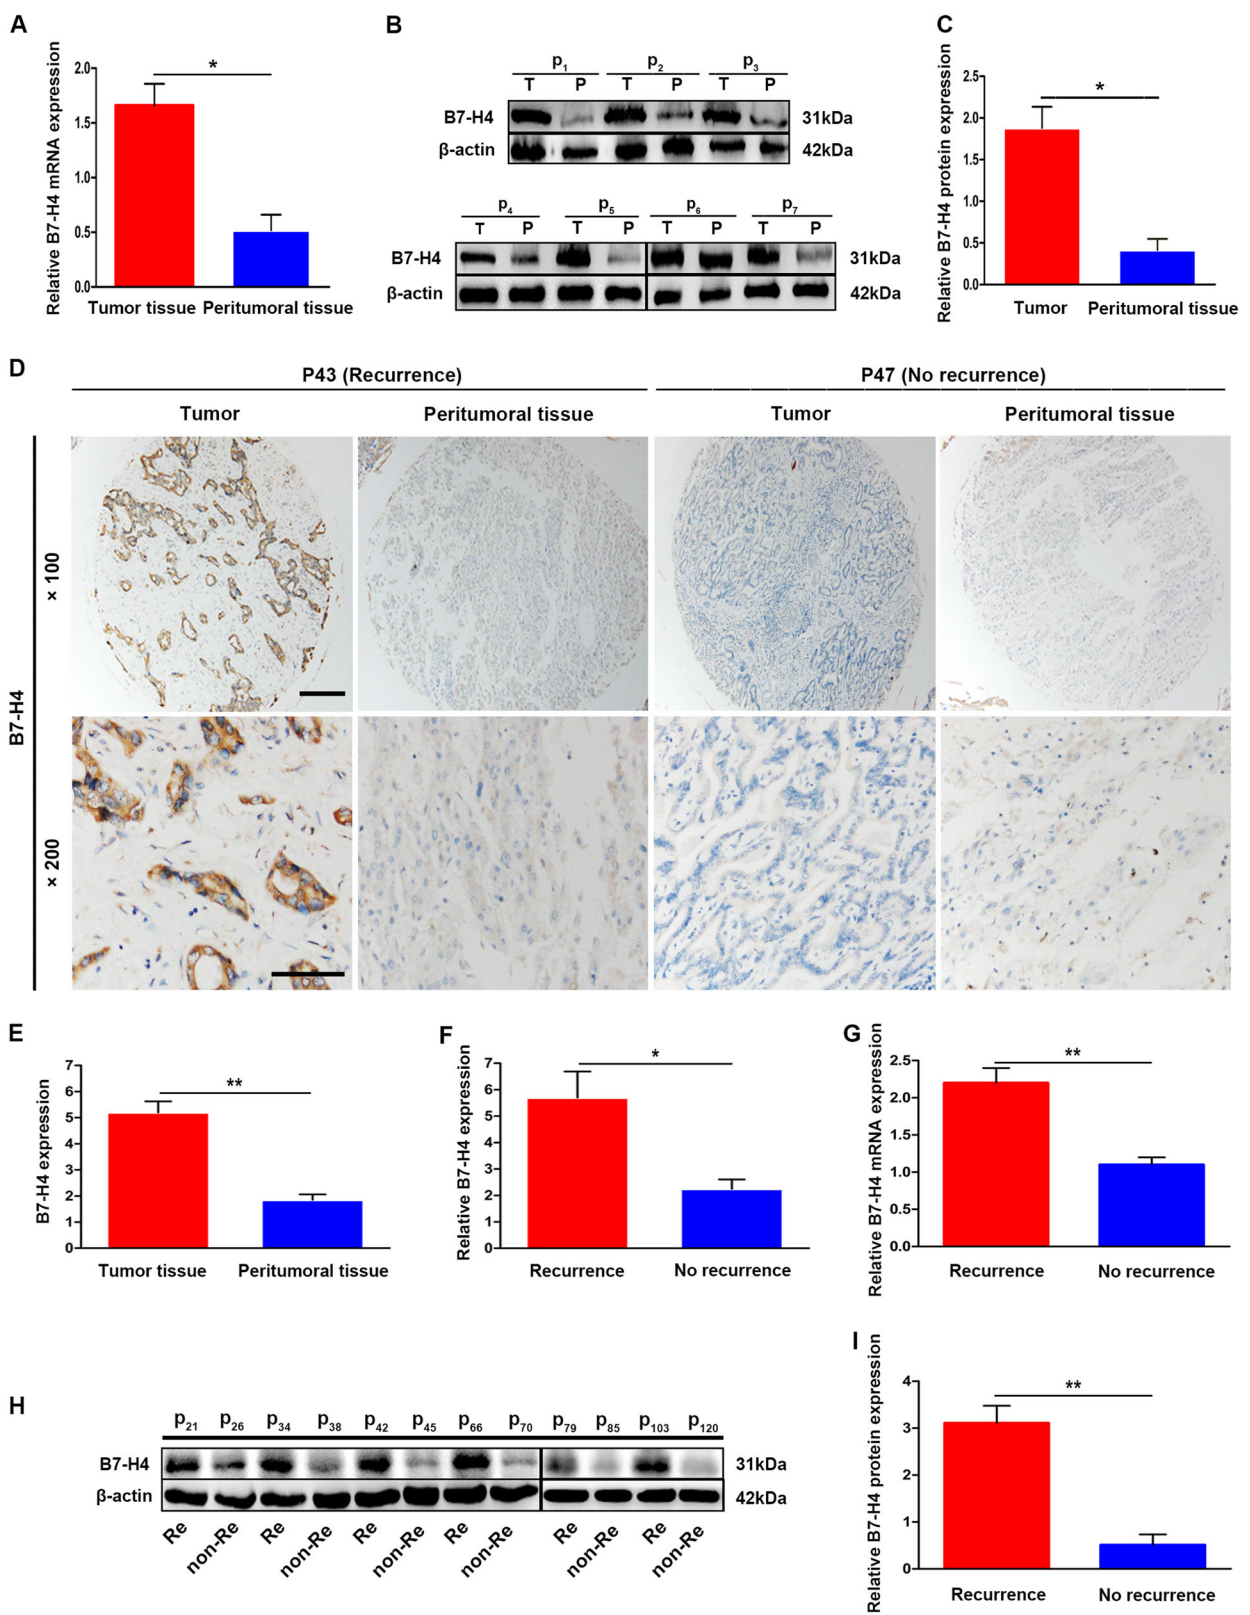 A
Relative B7-H4 mRNA expression
2.0
1.5
1.0
0.5
0.0
*
Tumor tissue Peritumoral tissue
B
p1 p2 p3
T P T P T P
B7-H4 31kDa
β-actin 42kDa
p4 p5 p6 p7
T P T P T P T P
B7-H4 31kDa
β-actin 42kDa
C
Relative B7-H4 protein expression
2.5
2.0
1.5
1.0
0.5
0.0
*
Tumor Peritumoral tissue
D
P43 (Recurrence) P47 (No recurrence)
Tumor Peritumoral tissue Tumor Peritumoral tissue
B7-H4
× 100
× 200
E
B7-H4 expression
7
6
5
4
3
2
1
0
**
Tumor tissue Peritumoral tissue
F
Relative B7-H4 expression
7
6
5
4
3
2
1
0
*
Recurrence No recurrence
G
Relative B7-H4 mRNA expression
2.5
2.0
1.5
1.0
0.5
0.0
**
Recurrence No recurrence
H
p21 p26 p34 p38 p42 p45 p66 p70 p79 p85 p103 p120
B7-H4 31kDa
β-actin 42kDa
Re non-Re Re non-Re Re non-Re Re non-Re Re non-Re Re non-Re
I
Relative B7-H4 protein expression
4
3
2
1
0
**
Recurrence No recurrence